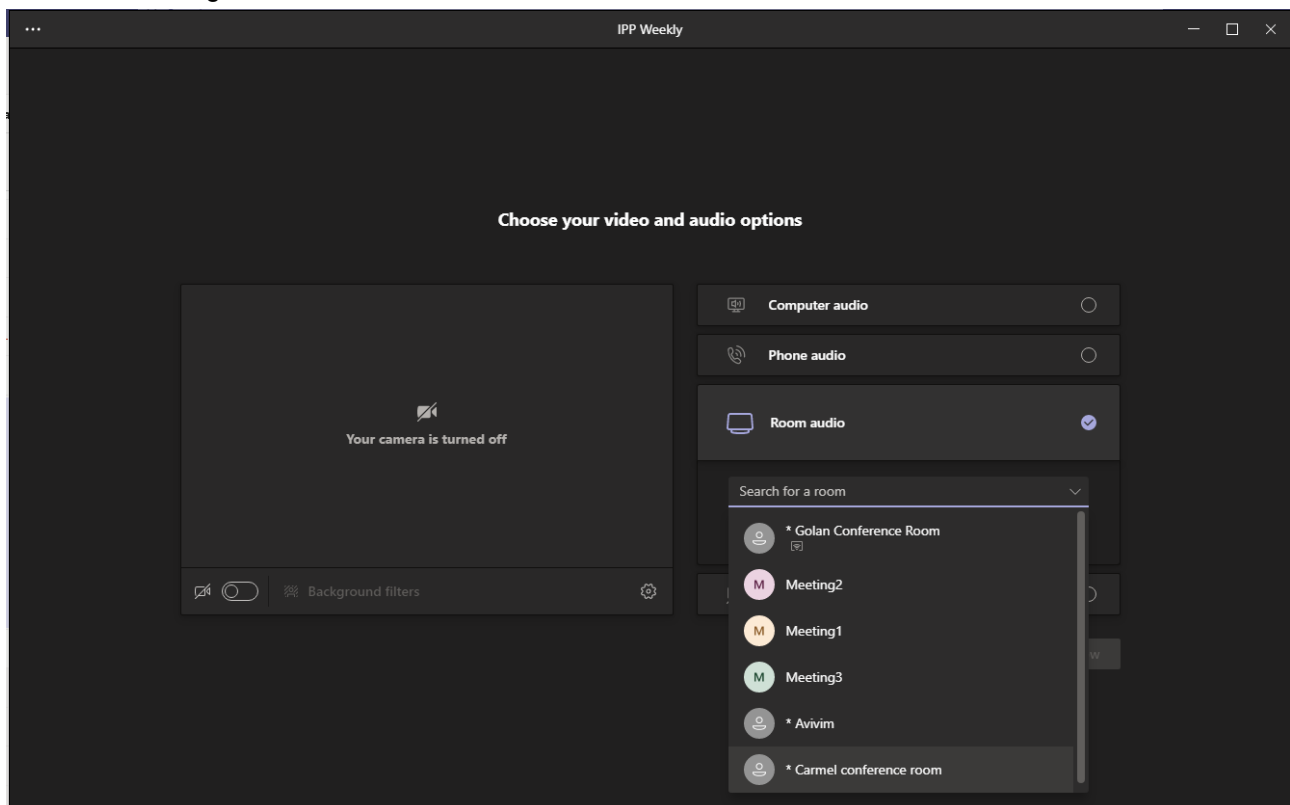 IPP Weekly
Choose your video and audio options
Your camera is turned off
Background filters
Computer audio
Phone audio
Room audio
Search for a room
* Golan Conference Room
M Meeting2
M Meeting1
M Meeting3
* Avivim
* Carmel conference room